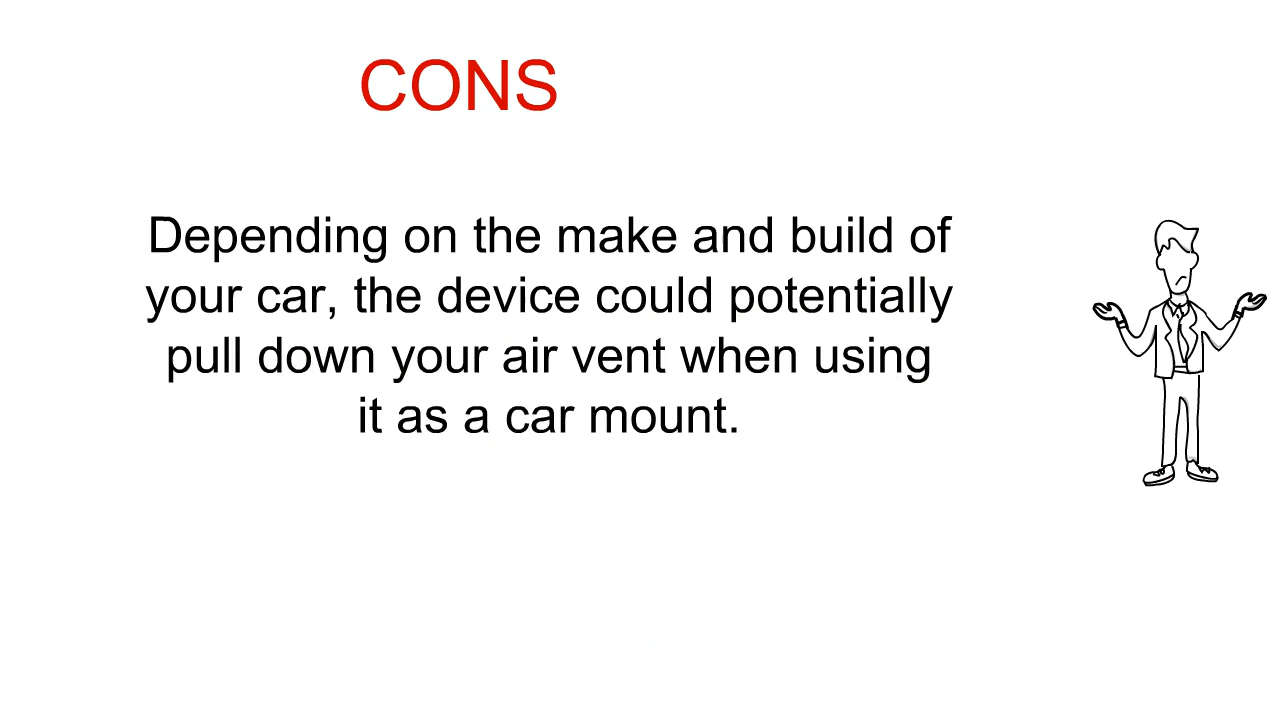 CONS
Depending on the make and build of
your car, the device could potentially
pull down your air vent when using
it as a car mount.